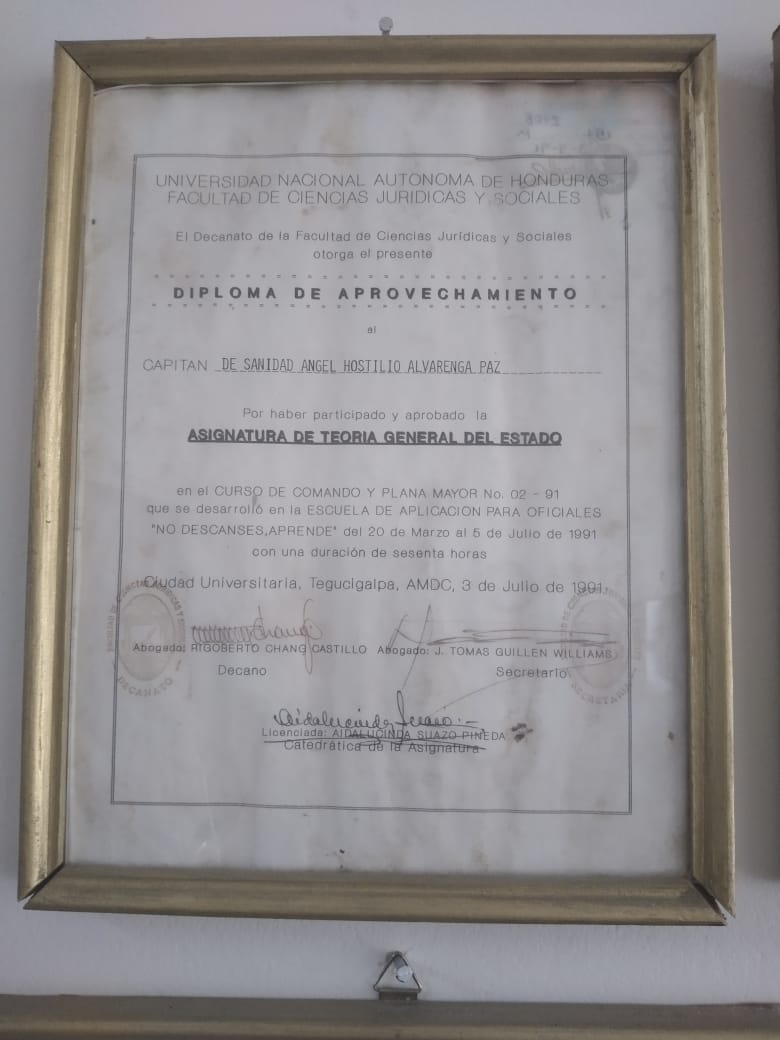 UNIVERSIDAD NACIONAL AUTONOMA DE HONDURAS
FACULTAD DE CIENCIAS JURIDICAS Y SOCIALES
El Decanato de la Facultad de Ciencias Jurídicas y Sociales
otorga el presente
DIPLOMA DE APROVECHAMIENTO
al
CAPITAN DE SANIDAD ANGEL HOSTILIO ALVARENGA PAZ
Por haber participado y aprobado la
ASIGNATURA DE TEORIA GENERAL DEL ESTADO
en el CURSO DE COMANDO Y PLANA MAYOR No. 02 - 91
que se desarrolló en la ESCUELA DE APLICACION PARA OFICIALES
"NO DESCANSES,APRENDE" del 20 de Marzo al 5 de Julio de 1991
con una duración de sesenta horas
Ciudad Universitaria, Tegucigalpa, AMDC, 3 de Julio de 1991.
Abogado: RIGOBERTO CHANG CASTILLO Abogado: J. TOMAS GUILLEN WILLIAMS
Decano Secretario
Licenciada: AIDALUCINDA SUAZO PINEDA
Catedrática de la Asignatura
DECANATO
SECRETARIA